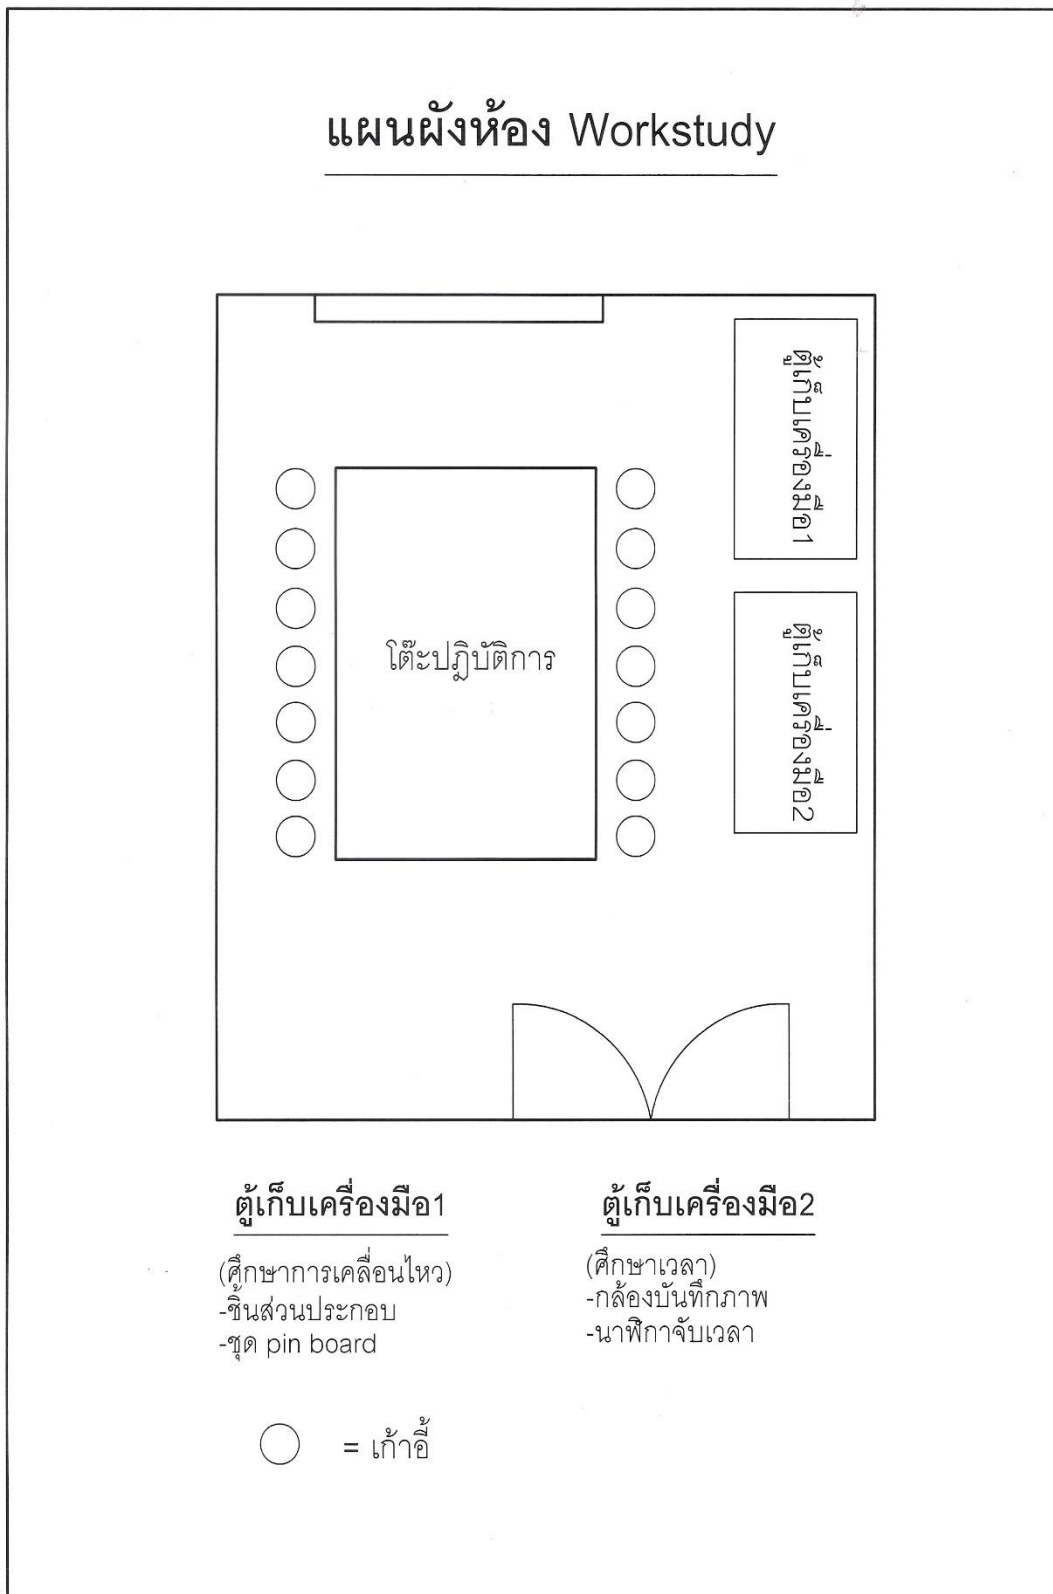 แผนผังห้อง Workstudy
ตู้เก็บเครื่องมือ1
โต๊ะปฎิบัติการ
ตู้เก็บเครื่องมือ2
ตู้เก็บเครื่องมือ1
(ศึกษาการเคลื่อนไหว)
-ชิ้นส่วนประกอบ
-ชุด pin board
ตู้เก็บเครื่องมือ2
(ศึกษาเวลา)
-กล้องบันทึกภาพ
-นาฬิกาจับเวลา
= เก้าอี้